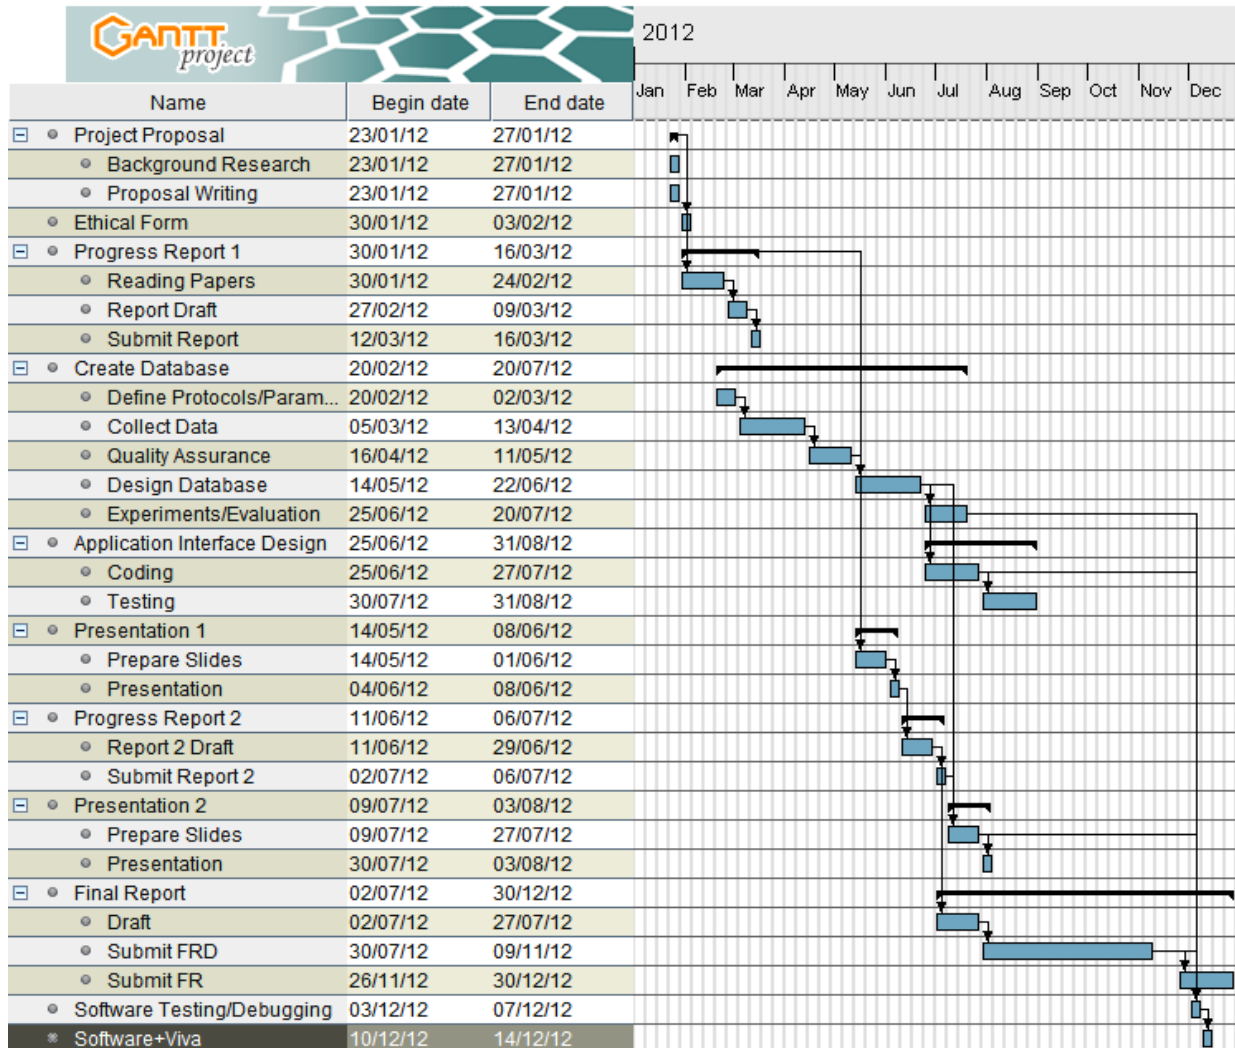 GANTT project
2012
Name Begin date End date Jan Feb Mar Apr May Jun Jul Aug Sep Oct Nov Dec
Project Proposal 23/01/12 27/01/12
Background Research 23/01/12 27/01/12
Proposal Writing 23/01/12 27/01/12
Ethical Form 30/01/12 03/02/12
Progress Report 1 30/01/12 16/03/12
Reading Papers 30/01/12 24/02/12
Report Draft 27/02/12 09/03/12
Submit Report 12/03/12 16/03/12
Create Database 20/02/12 20/07/12
Define Protocols/Param... 20/02/12 02/03/12
Collect Data 05/03/12 13/04/12
Quality Assurance 16/04/12 11/05/12
Design Database 14/05/12 22/06/12
Experiments/Evaluation 25/06/12 20/07/12
Application Interface Design 25/06/12 31/08/12
Coding 25/06/12 27/07/12
Testing 30/07/12 31/08/12
Presentation 1 14/05/12 08/06/12
Prepare Slides 14/05/12 01/06/12
Presentation 04/06/12 08/06/12
Progress Report 2 11/06/12 06/07/12
Report 2 Draft 11/06/12 29/06/12
Submit Report 2 02/07/12 06/07/12
Presentation 2 09/07/12 03/08/12
Prepare Slides 09/07/12 27/07/12
Presentation 30/07/12 03/08/12
Final Report 02/07/12 30/12/12
Draft 02/07/12 27/07/12
Submit FRD 30/07/12 09/11/12
Submit FR 26/11/12 30/12/12
Software Testing/Debugging 03/12/12 07/12/12
Software+Viva 10/12/12 14/12/12